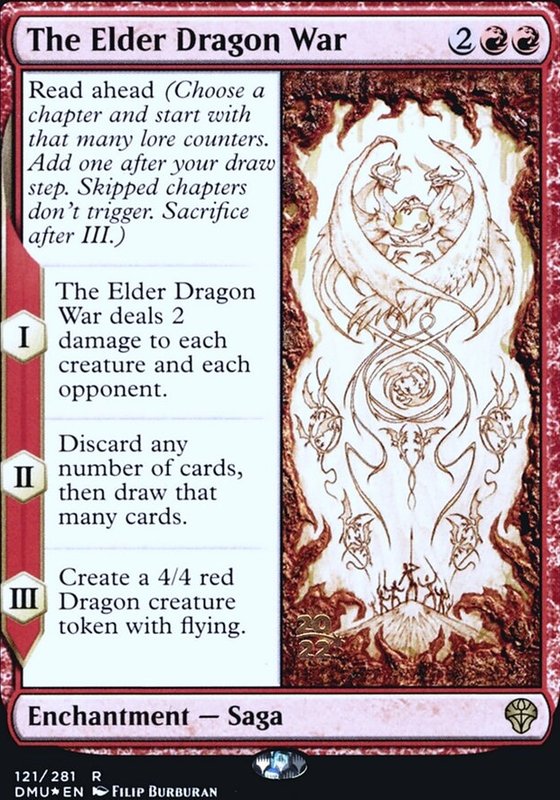 The Elder Dragon War 2
Read ahead (Choose a
chapter and start with
that many lore counters.
Add one after your draw
step. Skipped chapters
don't trigger. Sacrifice
after III.)
I
The Elder Dragon
War deals 2
damage to each
creature and each
opponent.
II
Discard any
number of cards,
then draw that
many cards.
III
Create a 4/4 red
Dragon creature
token with flying.
20
22
Enchantment — Saga
121/281 R
DMU★EN Filip Burburan